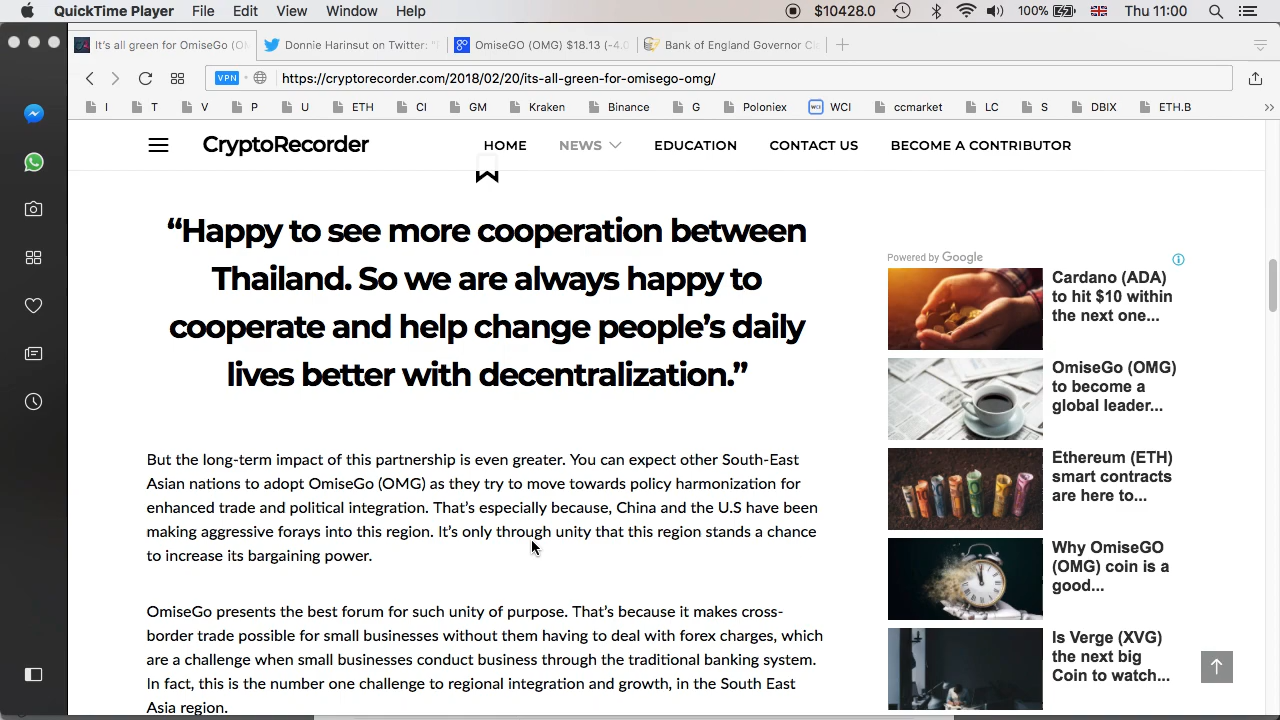 QuickTime Player File Edit View Window Help $10428.0 100% Thu 11:00
It's all green for OmiseGo (O Donnie Harinsut on Twitter: " OmiseGO (OMG) $18.13 (-4. Bank of England Governor C
VPN https://cryptorecorder.com/2018/02/20/its-all-green-for-omisego-omg/
I T V P U ETH CI GM Kraken Binance G Poloniex WCI WCI ccmarket LC S DBIX ETH.B »
CryptoRecorder HOME NEWS EDUCATION CONTACT US BECOME A CONTRIBUTOR
“Happy to see more cooperation between
Thailand. So we are always happy to
cooperate and help change people’s daily
lives better with decentralization.”
But the long-term impact of this partnership is even greater. You can expect other South-East
Asian nations to adopt OmiseGo (OMG) as they try to move towards policy harmonization for
enhanced trade and political integration. That’s especially because, China and the U.S have been
making aggressive forays into this region. It’s only through unity that this region stands a chance
to increase its bargaining power.
OmiseGo presents the best forum for such unity of purpose. That’s because it makes cross-
border trade possible for small businesses without them having to deal with forex charges, which
are a challenge when small businesses conduct business through the traditional banking system.
In fact, this is the number one challenge to regional integration and growth, in the South East
Asia region.
Powered by Google
Cardano (ADA)
to hit $10 within
the next one...
OmiseGo (OMG)
to become a
global leader...
Ethereum (ETH)
smart contracts
are here to...
Why OmiseGO
(OMG) coin is a
good...
Is Verge (XVG)
the next big
Coin to watch...